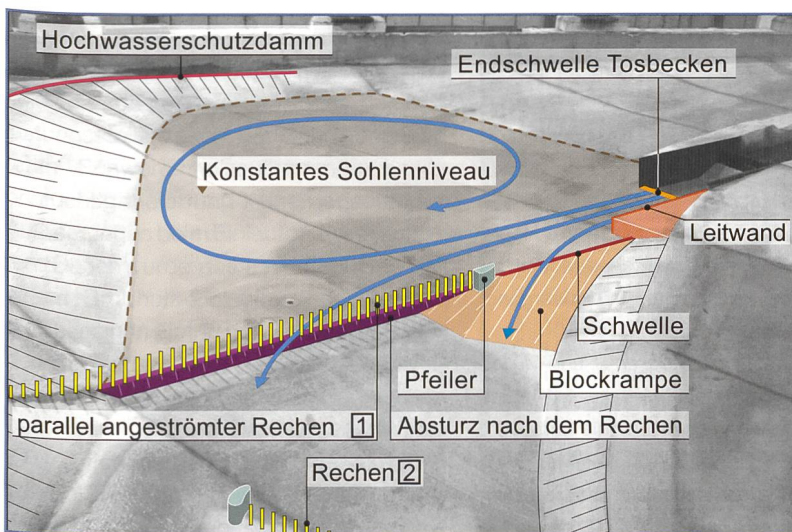 Hochwasserschutzdamm
Endschwelle Tosbecken
Konstantes Sohlenniveau
Leitwand
Schwelle
Pfeiler
Blockrampe
parallel angeströmter Rechen 1
Absturz nach dem Rechen
Rechen 2